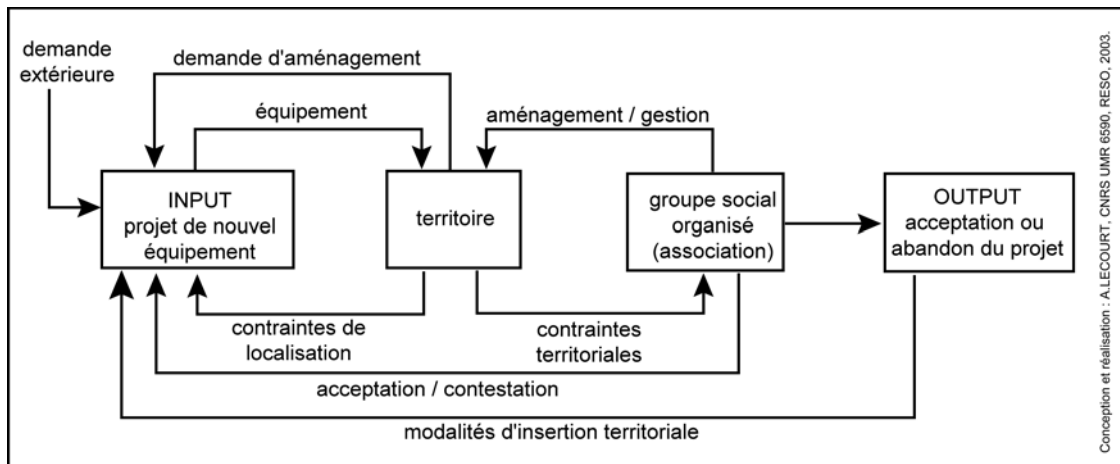 demande
extérieure
demande d'aménagement
équipement
aménagement / gestion
INPUT
projet de nouvel
équipement
territoire
groupe social
organisé
(association)
OUTPUT
acceptation ou
abandon du projet
contraintes de
localisation
contraintes
territoriales
acceptation / contestation
modalités d'insertion territoriale
Conception et réalisation : A.LECOURT, CNRS UMR 6590, RESO, 2003.